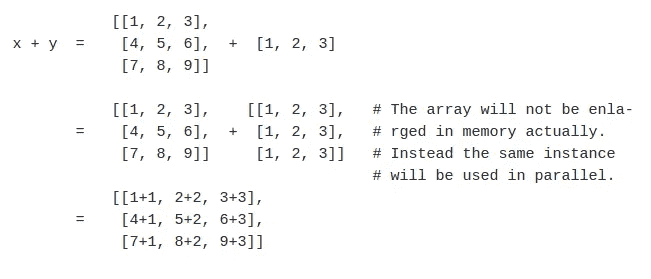 [[1, 2, 3],
x + y  =   [4, 5, 6],  +  [1, 2, 3]
[7, 8, 9]]
[[1, 2, 3],    [[1, 2, 3],   # The array will not be enla-
=    [4, 5, 6],  +  [1, 2, 3],   # rged in memory actually.
[7, 8, 9]]     [1, 2, 3]]   # Instead the same instance
# will be used in parallel.
[[1+1, 2+2, 3+3],
=    [4+1, 5+2, 6+3],
[7+1, 8+2, 9+3]]